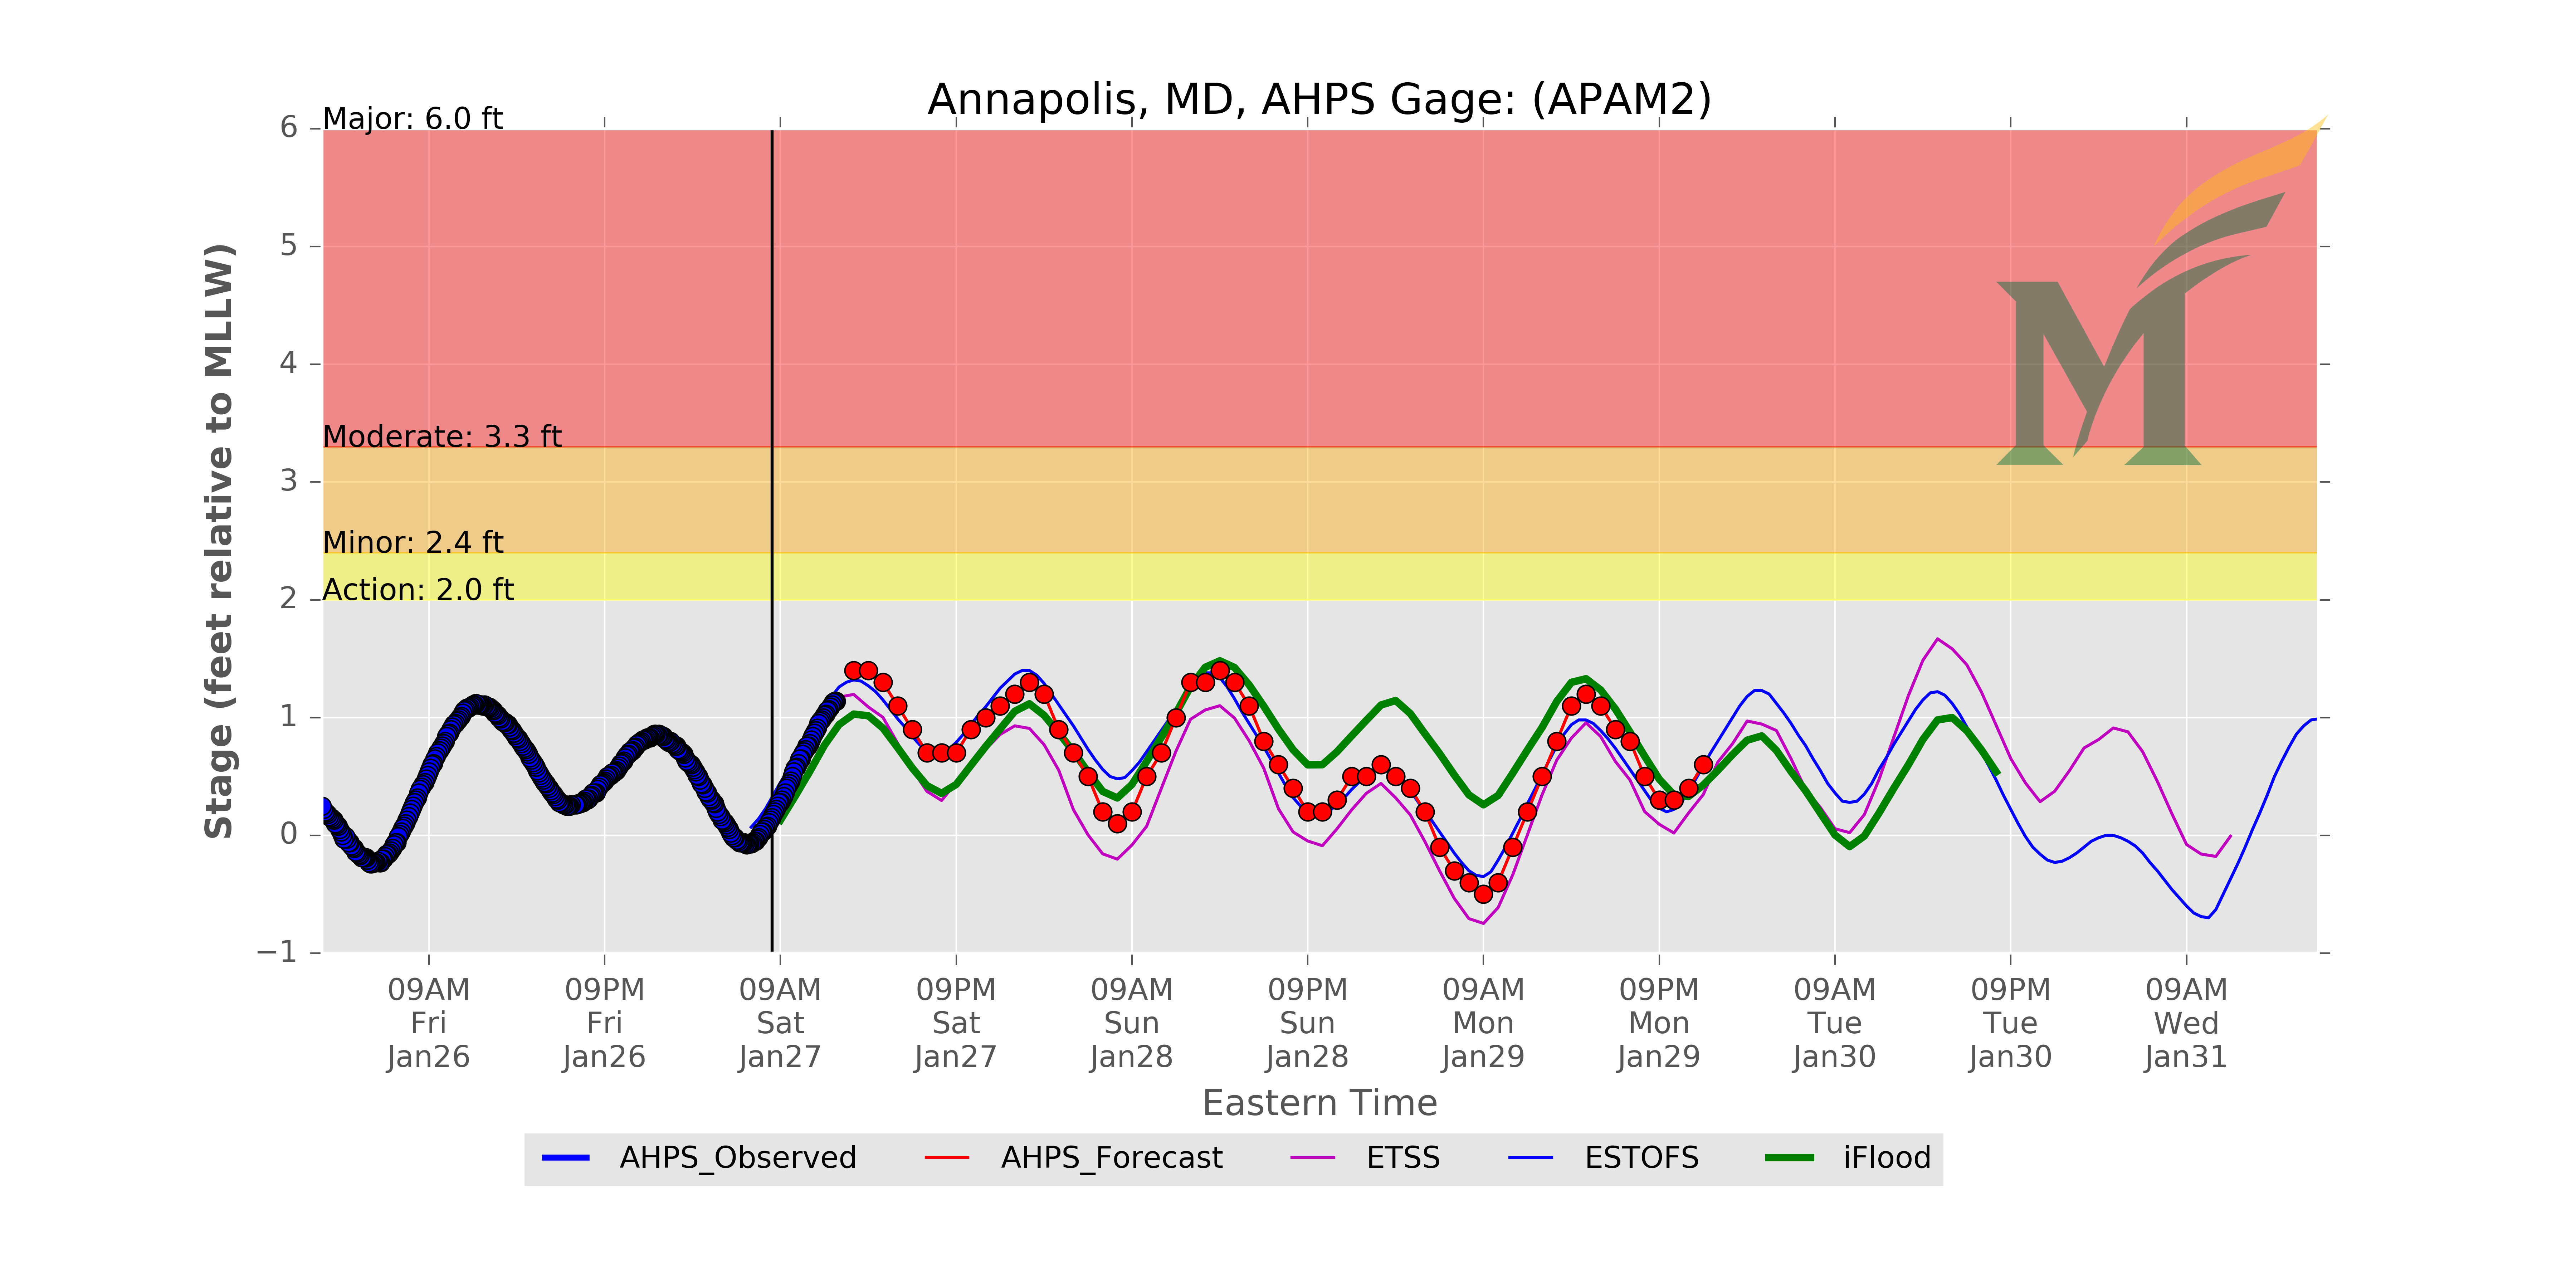 Annapolis, MD, AHPS Gage: (APAM2)
Major: 6.0 ft
Moderate: 3.3 ft
Minor: 2.4 ft
Action: 2.0 ft
6
5
4
3
2
1
0
−1
Stage (feet relative to MLLW)
09AM 09PM 09AM 09PM 09AM 09PM 09AM 09PM 09AM 09PM 09AM
Fri Fri Sat Sat Sun Sun Mon Mon Tue Tue Wed
Jan26 Jan26 Jan27 Jan27 Jan28 Jan28 Jan29 Jan29 Jan30 Jan30 Jan31
Eastern Time
AHPS_Observed AHPS_Forecast ETSS ESTOFS iFlood
M